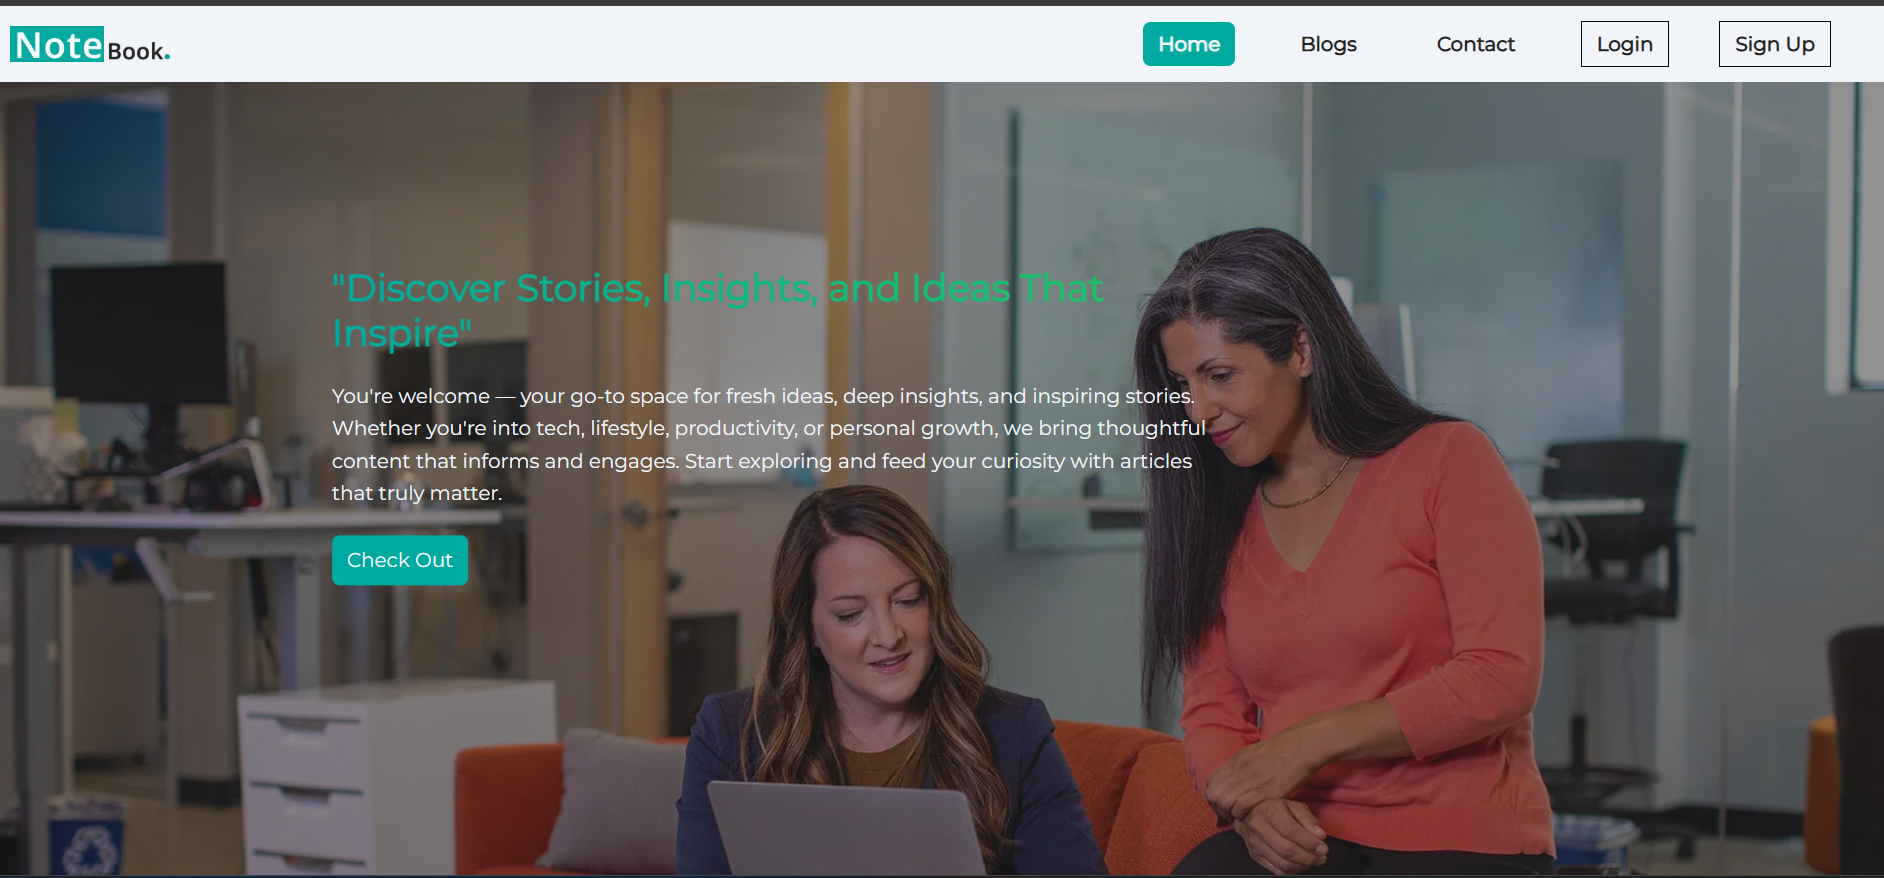 Note Book.
Home
Blogs
Contact
Login
Sign Up
"Discover Stories, Insights, and Ideas That
Inspire"
You're welcome — your go-to space for fresh ideas, deep insights, and inspiring stories.
Whether you're into tech, lifestyle, productivity, or personal growth, we bring thoughtful
content that informs and engages. Start exploring and feed your curiosity with articles
that truly matter.
Check Out